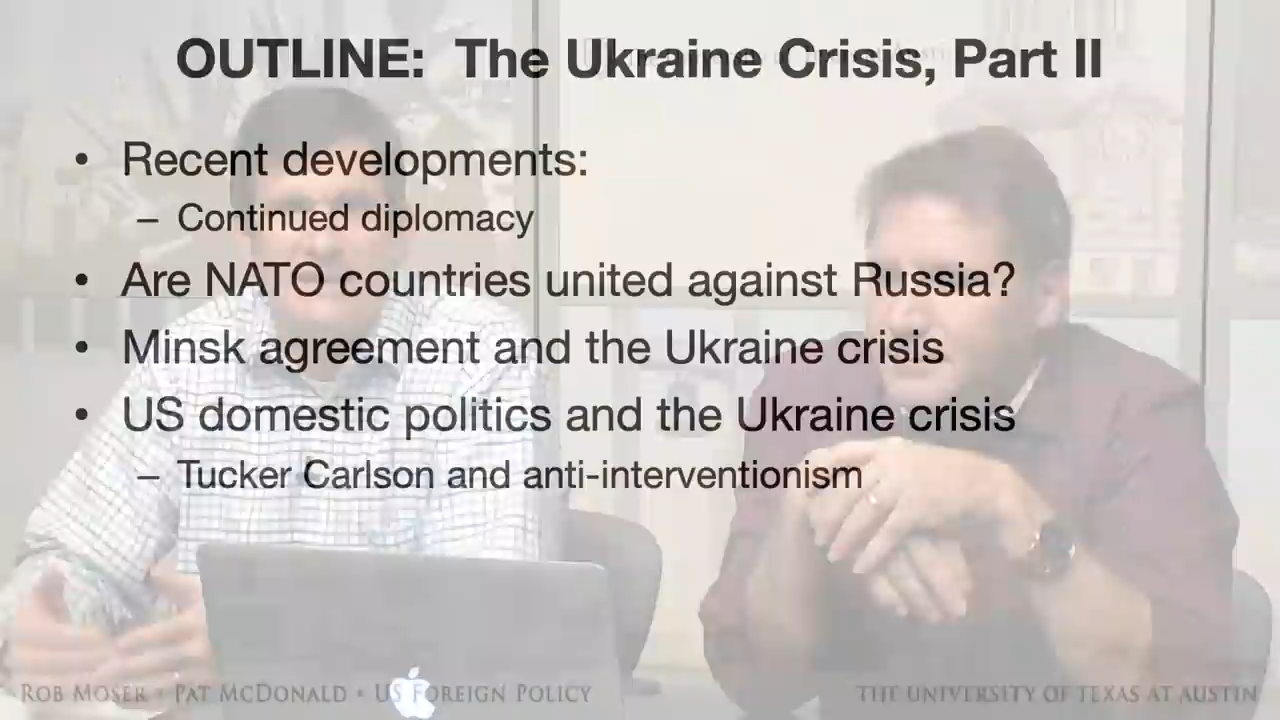 OUTLINE: The Ukraine Crisis, Part II
• Recent developments:
– Continued diplomacy
• Are NATO countries united against Russia?
• Minsk agreement and the Ukraine crisis
• US domestic politics and the Ukraine crisis
– Tucker Carlson and anti-interventionism
ROB MOSER • PAT MCDONALD • US FOREIGN POLICY
THE UNIVERSITY OF TEXAS AT AUSTIN